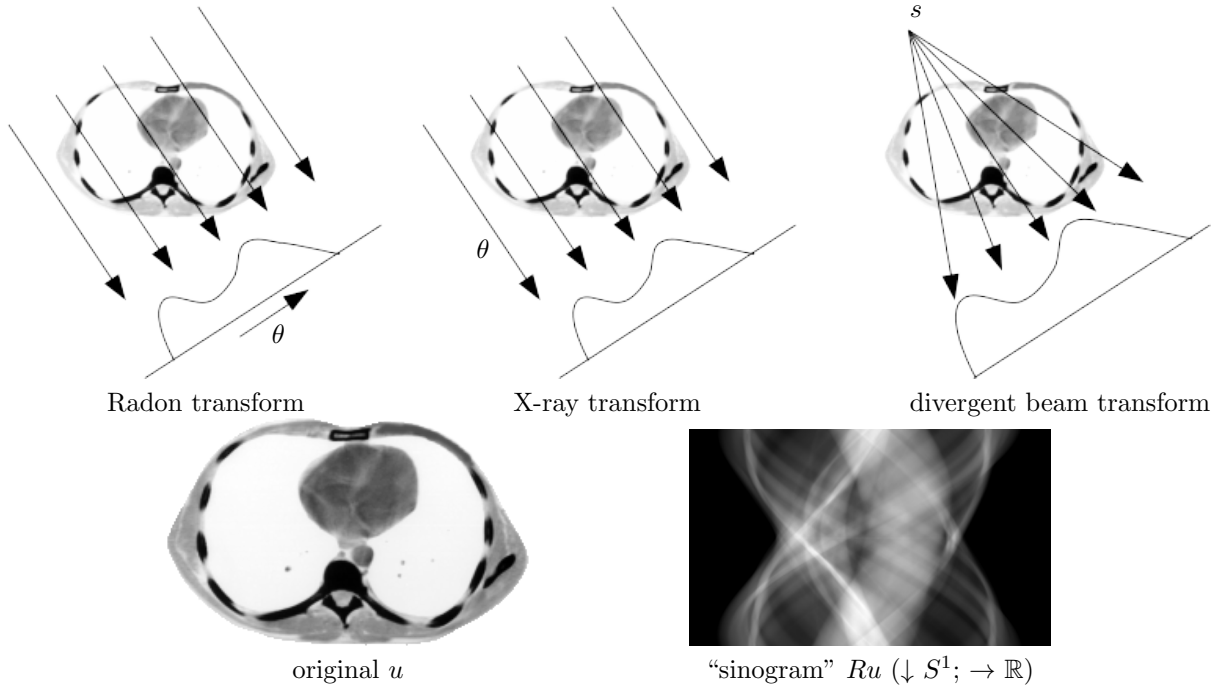 s
θ
θ
Radon transform
X-ray transform
divergent beam transform
original u
“sinogram” Ru (↓ S¹; → ℝ)